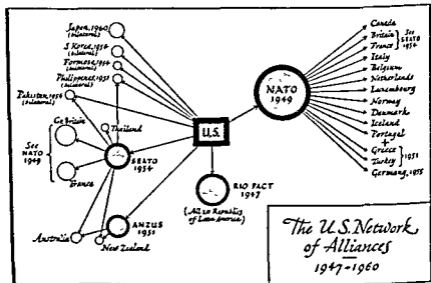 Japan, 1960
(bilateral)
S. Korea, 1954
(bilateral)
Formosa, 1954
(bilateral)
Philippines, 1951
(bilateral)
Pakistan, 1954
(bilateral)
Gr. Britain
Thailand
See
NATO
1949
SEATO
1954
France
ANZUS
1951
Australia
New Zealand
U.S.
RIO PACT
1947
(All 20 Republics
of Latin America)
NATO
1949
Canada
Britain
France
See
SEATO
1954
Italy
Belgium
Netherlands
Luxembourg
Norway
Denmark
Iceland
Portugal
+
Greece
Turkey
1951
Germany, 1955
The U.S. Network
of Alliances
1947-1960